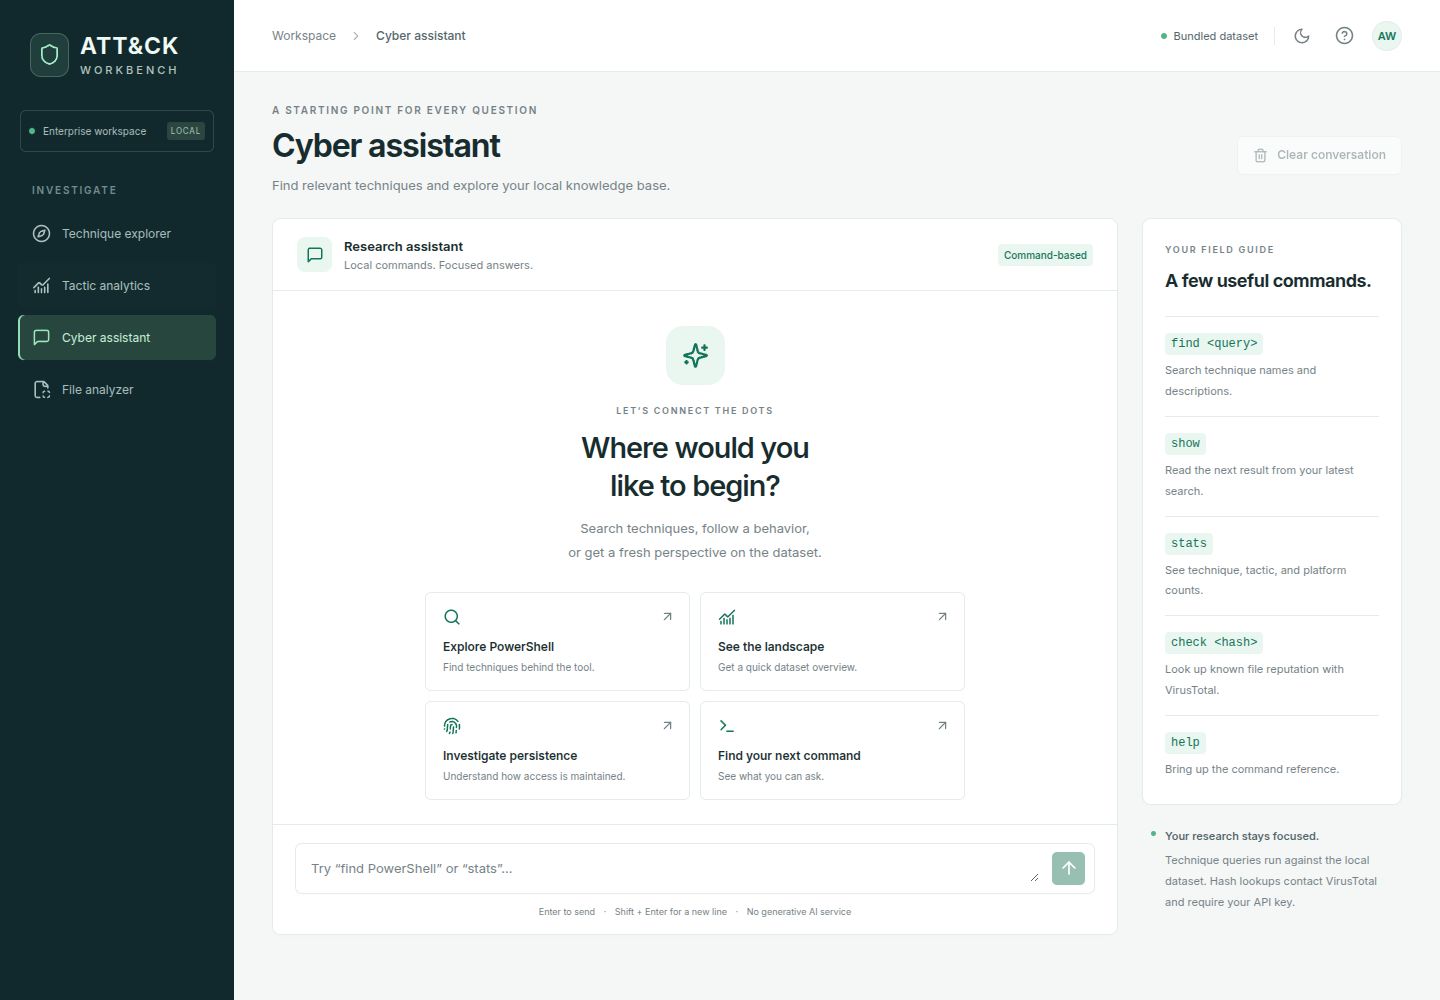 ATT&CK
WORKBENCH
Enterprise workspace LOCAL
INVESTIGATE
Technique explorer
Tactic analytics
Cyber assistant
File analyzer
Workspace Cyber assistant
Bundled dataset
AW
A STARTING POINT FOR EVERY QUESTION
Cyber assistant
Find relevant techniques and explore your local knowledge base.
Clear conversation
Research assistant
Local commands. Focused answers.
Command-based
LET'S CONNECT THE DOTS
Where would you
like to begin?
Search techniques, follow a behavior,
or get a fresh perspective on the dataset.
Explore PowerShell
Find techniques behind the tool.
See the landscape
Get a quick dataset overview.
Investigate persistence
Understand how access is maintained.
Find your next command
See what you can ask.
Try “find PowerShell” or “stats”...
Enter to send · Shift + Enter for a new line · No generative AI service
YOUR FIELD GUIDE
A few useful commands.
find <query>
Search technique names and
descriptions.
show
Read the next result from your latest
search.
stats
See technique, tactic, and platform
counts.
check <hash>
Look up known file reputation with
VirusTotal.
help
Bring up the command reference.
Your research stays focused.
Technique queries run against the local
dataset. Hash lookups contact VirusTotal
and require your API key.